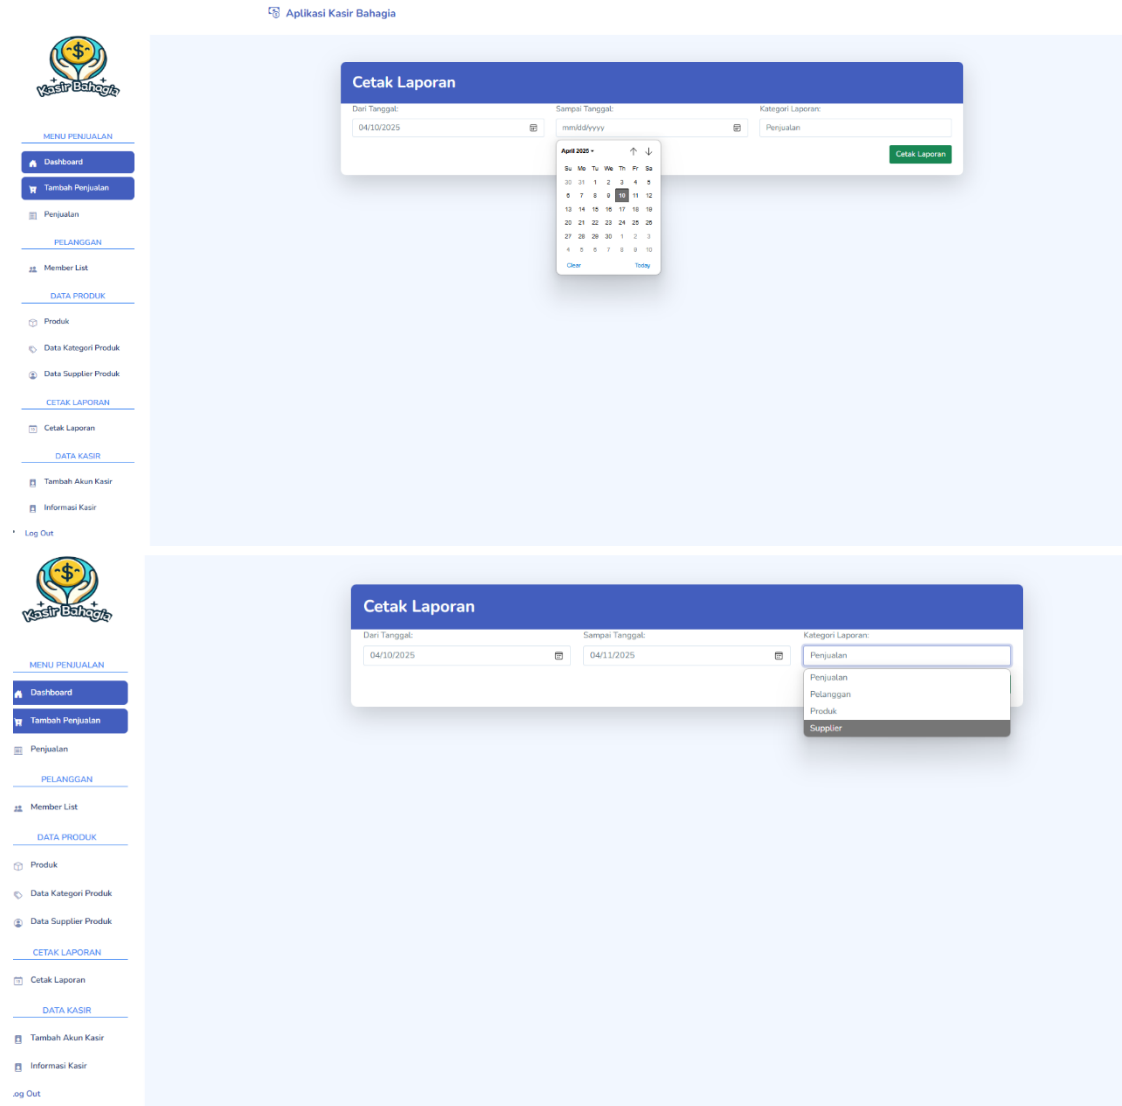 Aplikasi Kasir Bahagia
Kasir Bahagia
MENU PENJUALAN
Dashboard
Tambah Penjualan
Penjualan
PELANGGAN
Member List
DATA PRODUK
Produk
Data Kategori Produk
Data Supplier Produk
CETAK LAPORAN
Cetak Laporan
DATA KASIR
Tambah Akun Kasir
Informasi Kasir
Log Out
Cetak Laporan
Dari Tanggal: Sampai Tanggal: Kategori Laporan:
04/10/2025 mm/dd/yyyy Penjualan
Cetak Laporan
April 2025
Su Mo Tu We Th Fr Sa
30 31 1 2 3 4 5
6 7 8 9 10 11 12
13 14 15 16 17 18 19
20 21 22 23 24 25 26
27 28 29 30 1 2 3
4 5 6 7 8 9 10
Clear Today
Kasir Bahagia
MENU PENJUALAN
Dashboard
Tambah Penjualan
Penjualan
PELANGGAN
Member List
DATA PRODUK
Produk
Data Kategori Produk
Data Supplier Produk
CETAK LAPORAN
Cetak Laporan
DATA KASIR
Tambah Akun Kasir
Informasi Kasir
.og Out
Cetak Laporan
Dari Tanggal: Sampai Tanggal: Kategori Laporan:
04/10/2025 04/11/2025 Penjualan
Penjualan
Pelanggan
Produk
Supplier